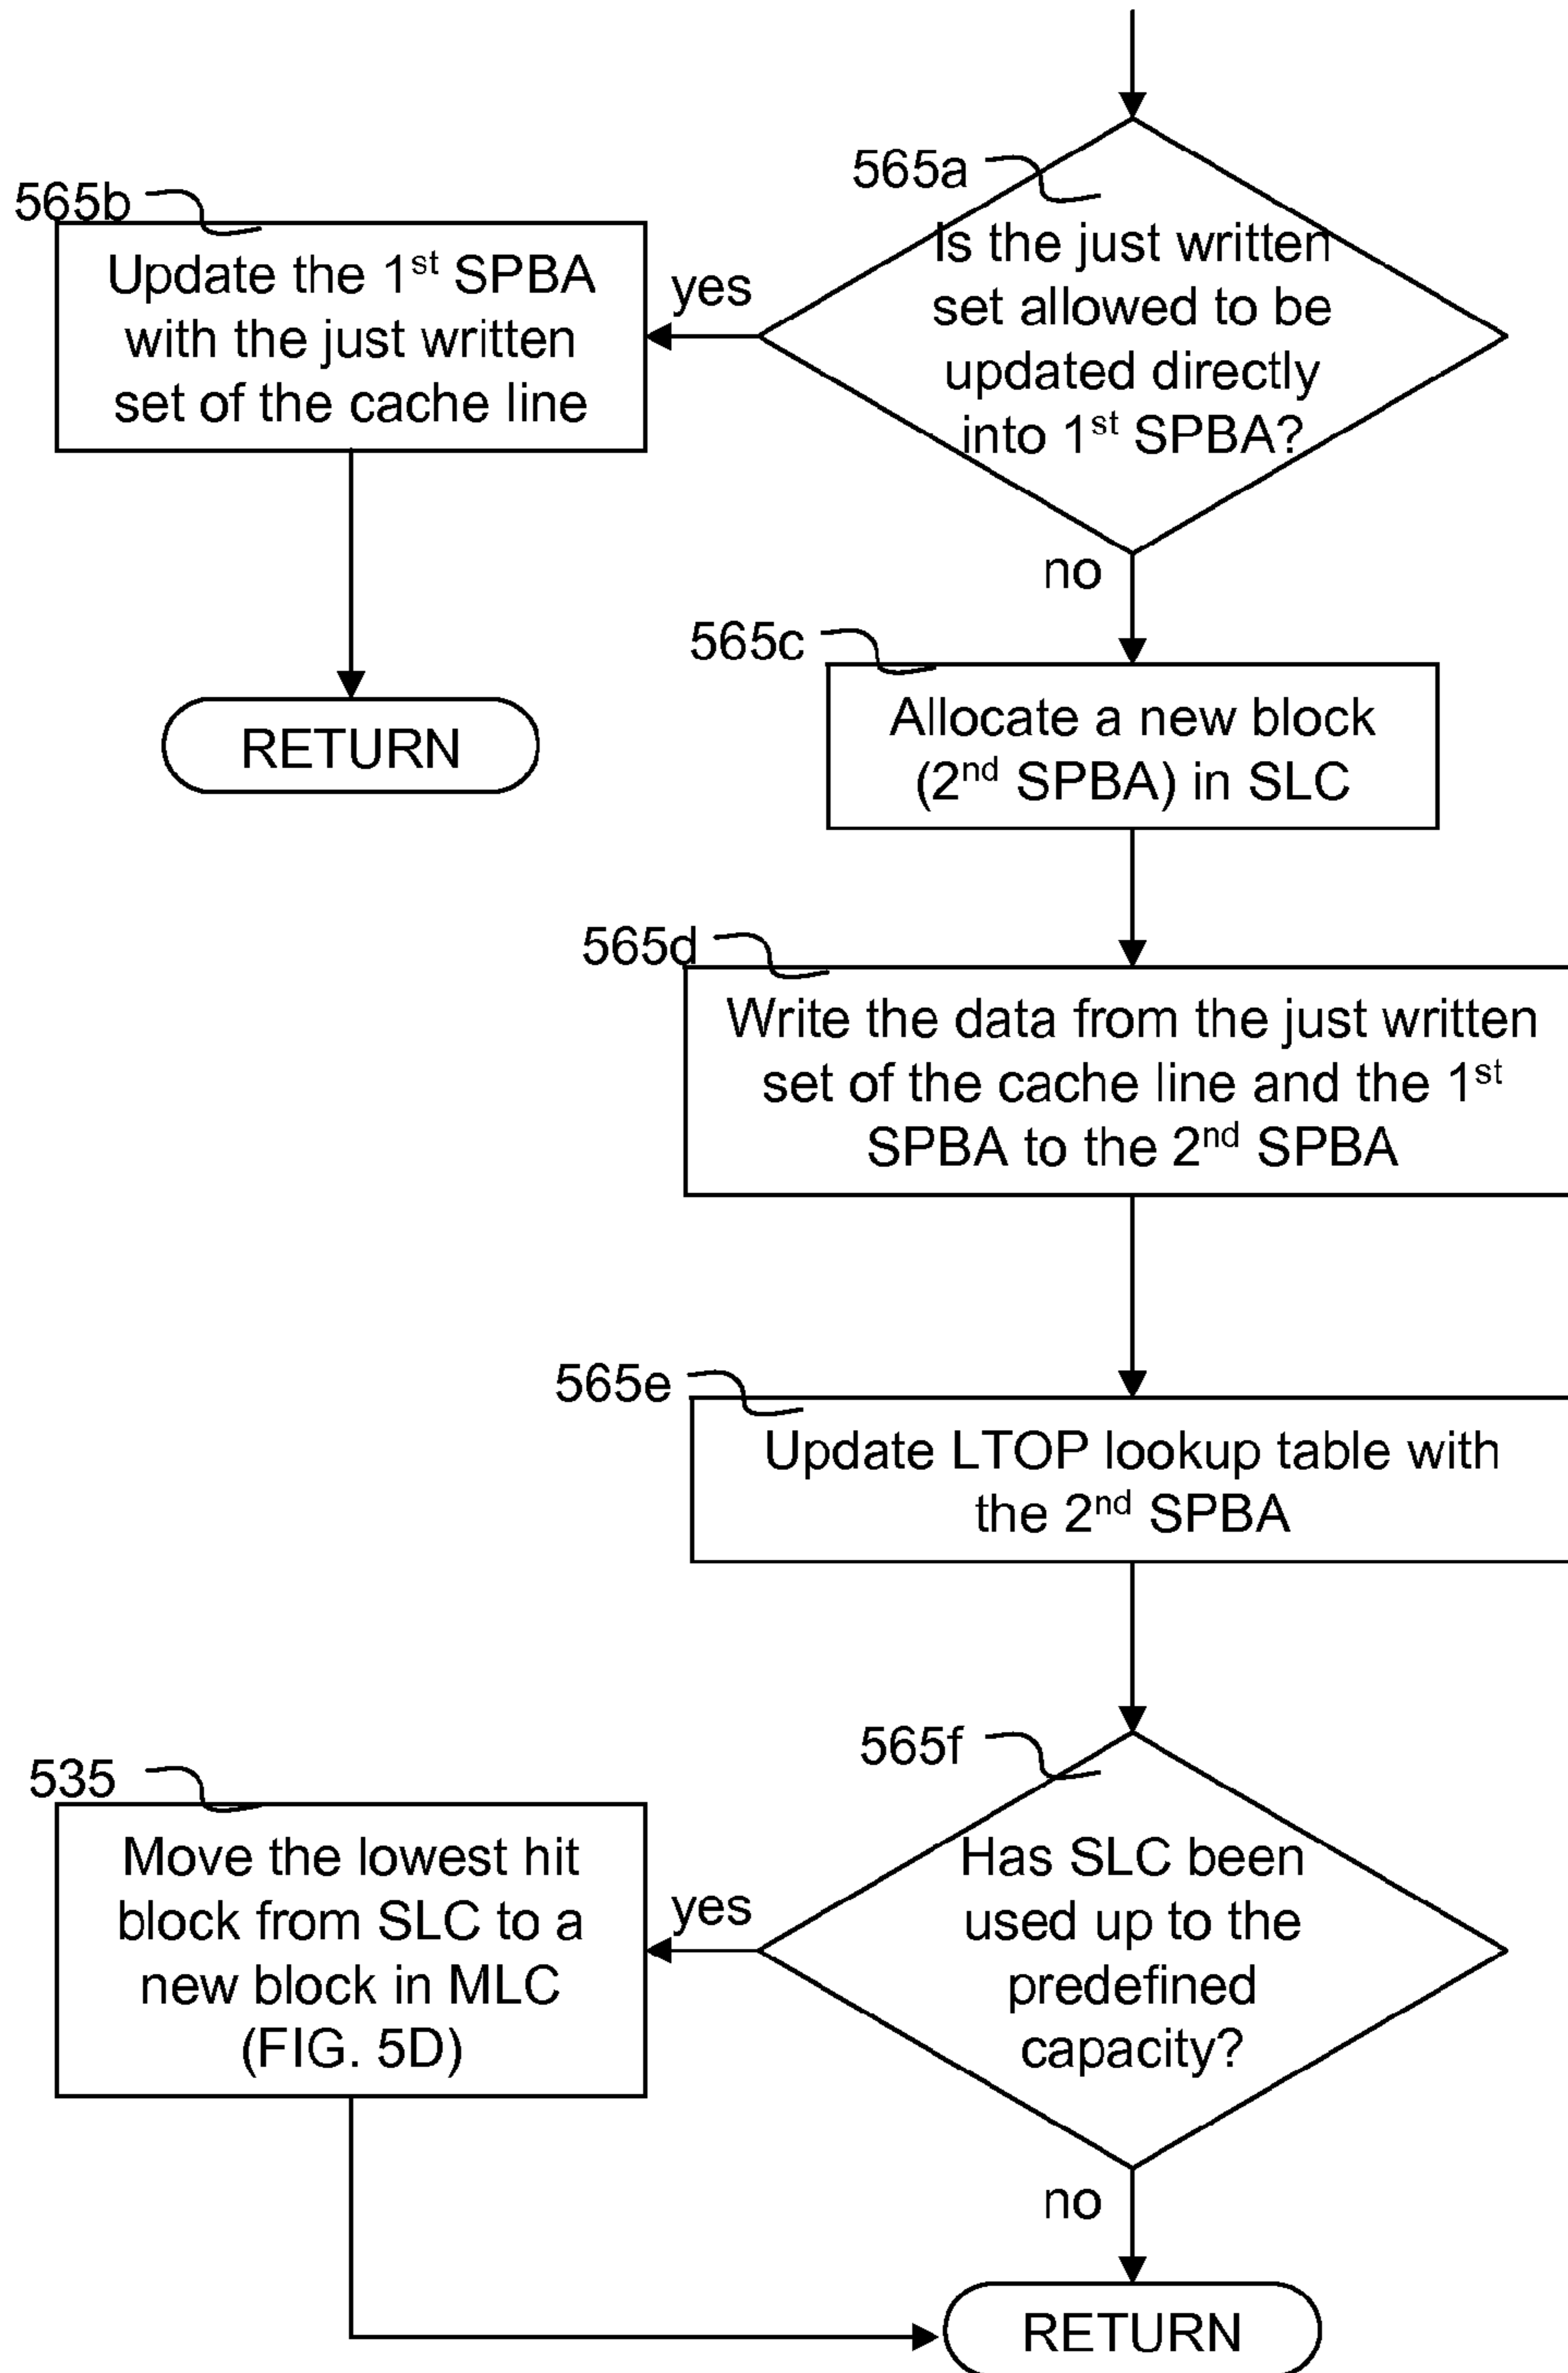 565a
Is the just written
set allowed to be
updated directly
into 1st SPBA?
yes
565b
Update the 1st SPBA
with the just written
set of the cache line
RETURN
no
565c
Allocate a new block
(2nd SPBA) in SLC
565d
Write the data from the just written
set of the cache line and the 1st
SPBA to the 2nd SPBA
565e
Update LTOP lookup table with
the 2nd SPBA
565f
Has SLC been
used up to the
predefined
capacity?
yes
535
Move the lowest hit
block from SLC to a
new block in MLC
(FIG. 5D)
no
RETURN